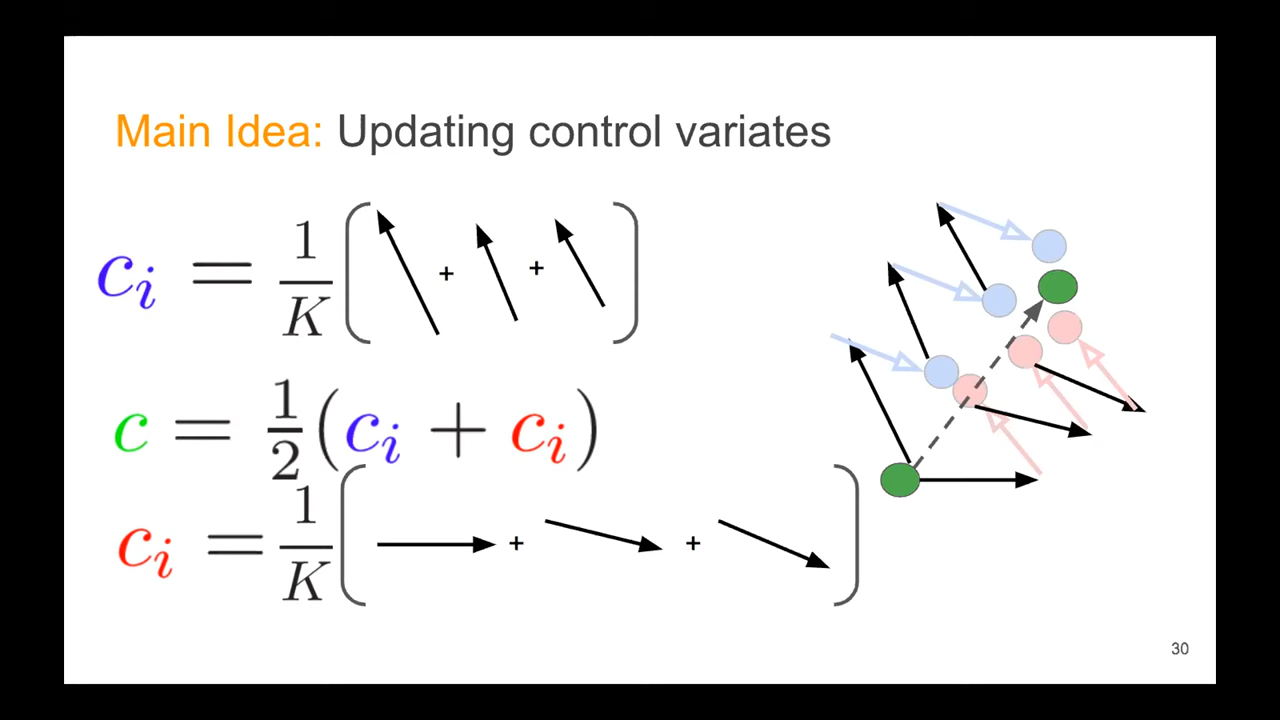 Main Idea: Updating control variates
c_i = 1/K ( + + )
c = 1/2 (c_i + c_i)
c_i = 1/K ( + + )
30